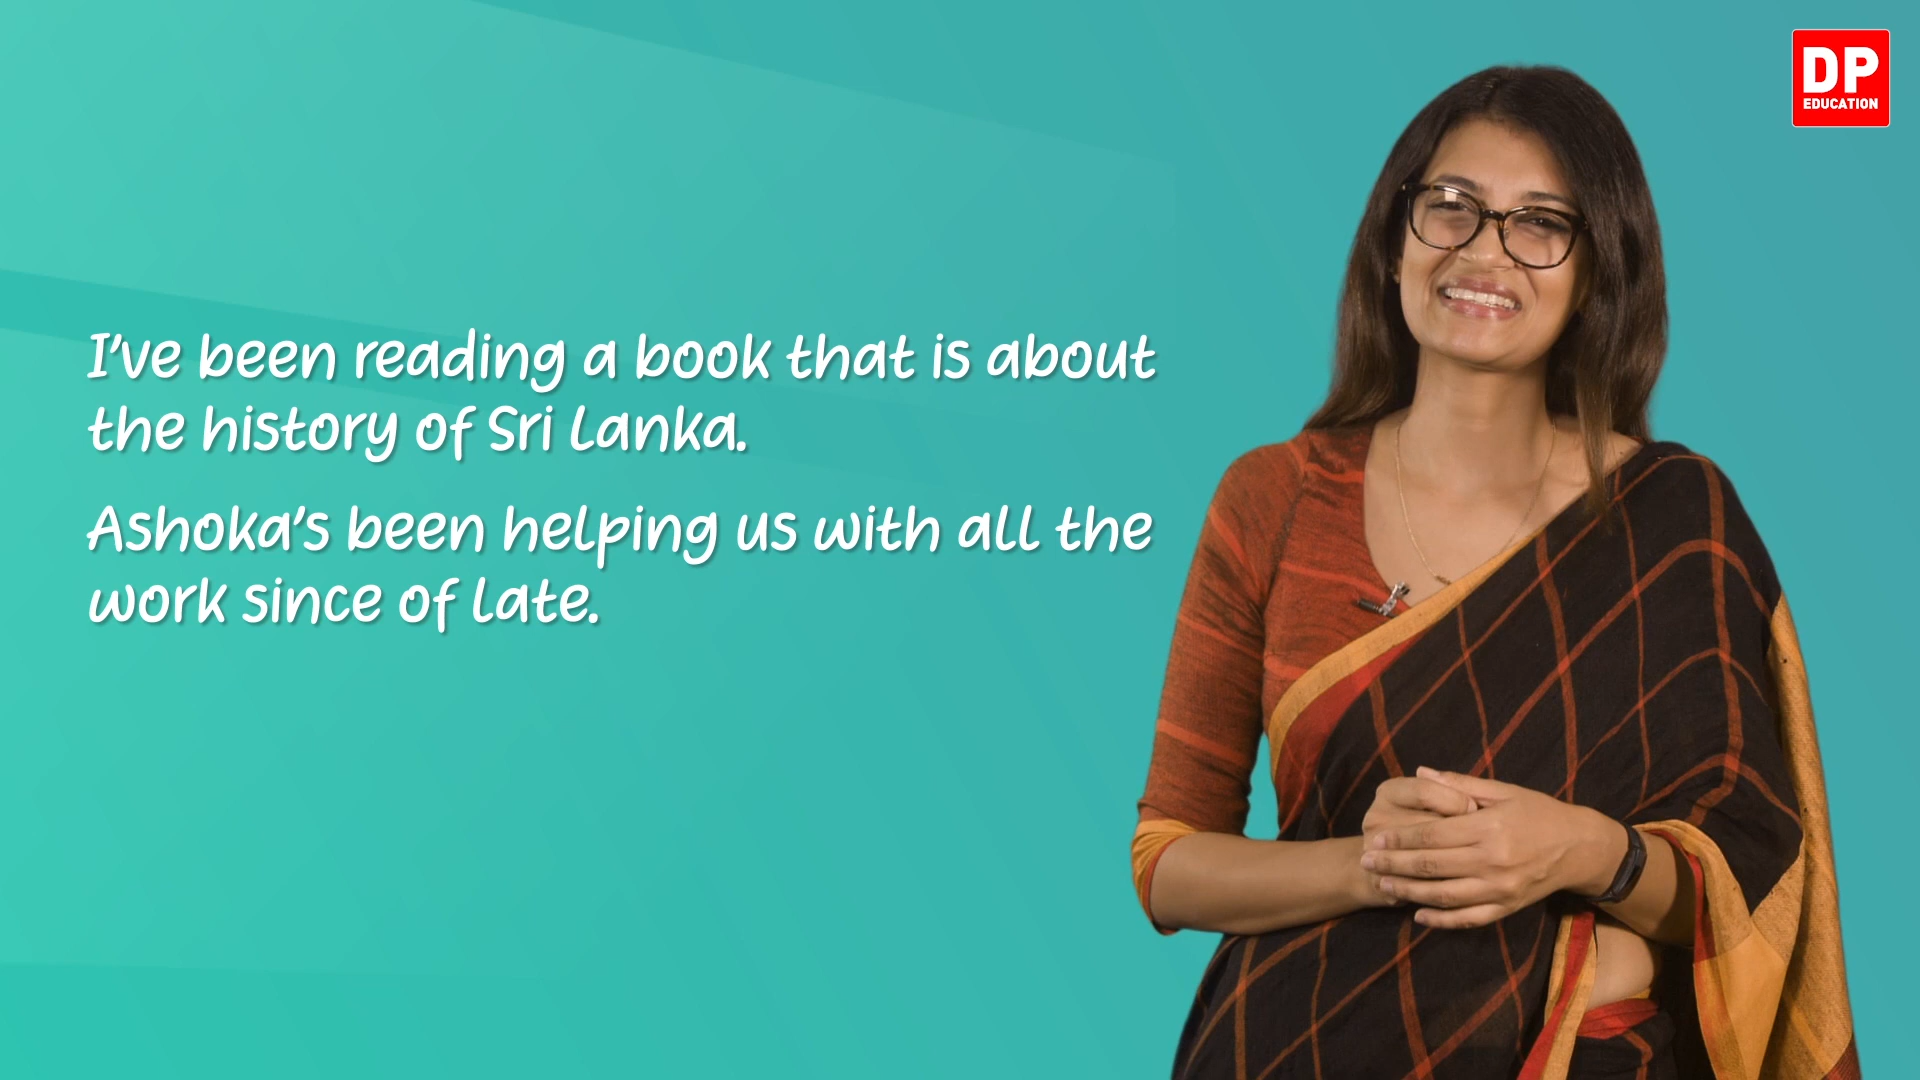 DP
EDUCATION
I've been reading a book that is about
the history of Sri Lanka.
Ashoka's been helping us with all the
work since of late.